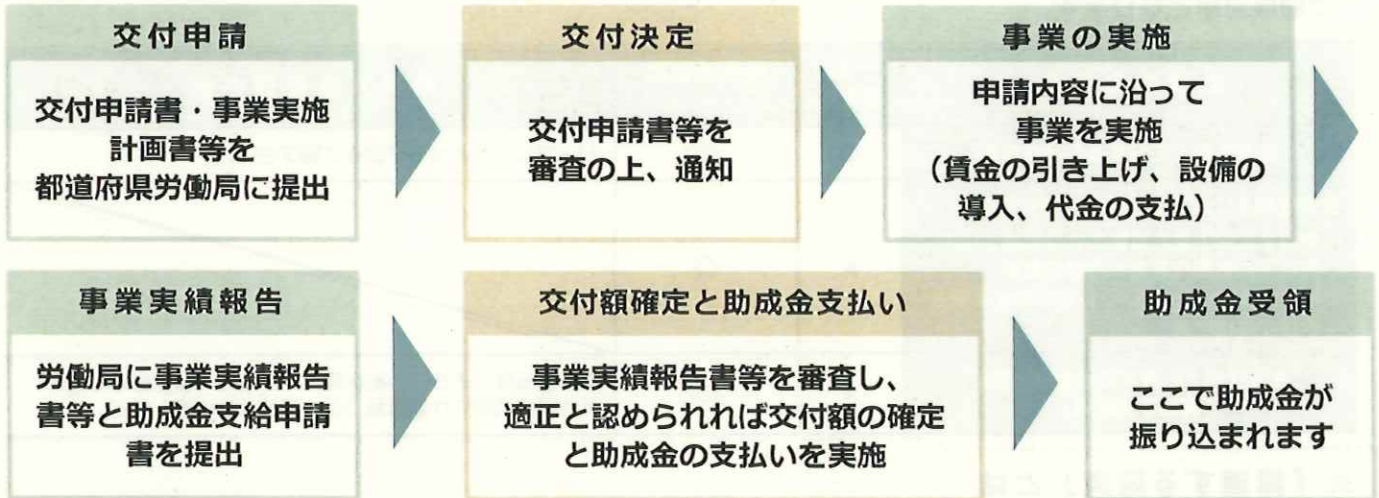 交付申請
交付申請書・事業実施
計画書等を
都道府県労働局に提出
交付決定
交付申請書等を
審査の上、通知
事業の実施
申請内容に沿って
事業を実施
（賃金の引き上げ、設備の
導入、代金の支払）
事業実績報告
労働局に事業実績報告
書等と助成金支給申請
書を提出
交付額確定と助成金支払い
事業実績報告書等を審査し、
適正と認められれば交付額の確定
と助成金の支払いを実施
助成金受領
ここで助成金が
振り込まれます